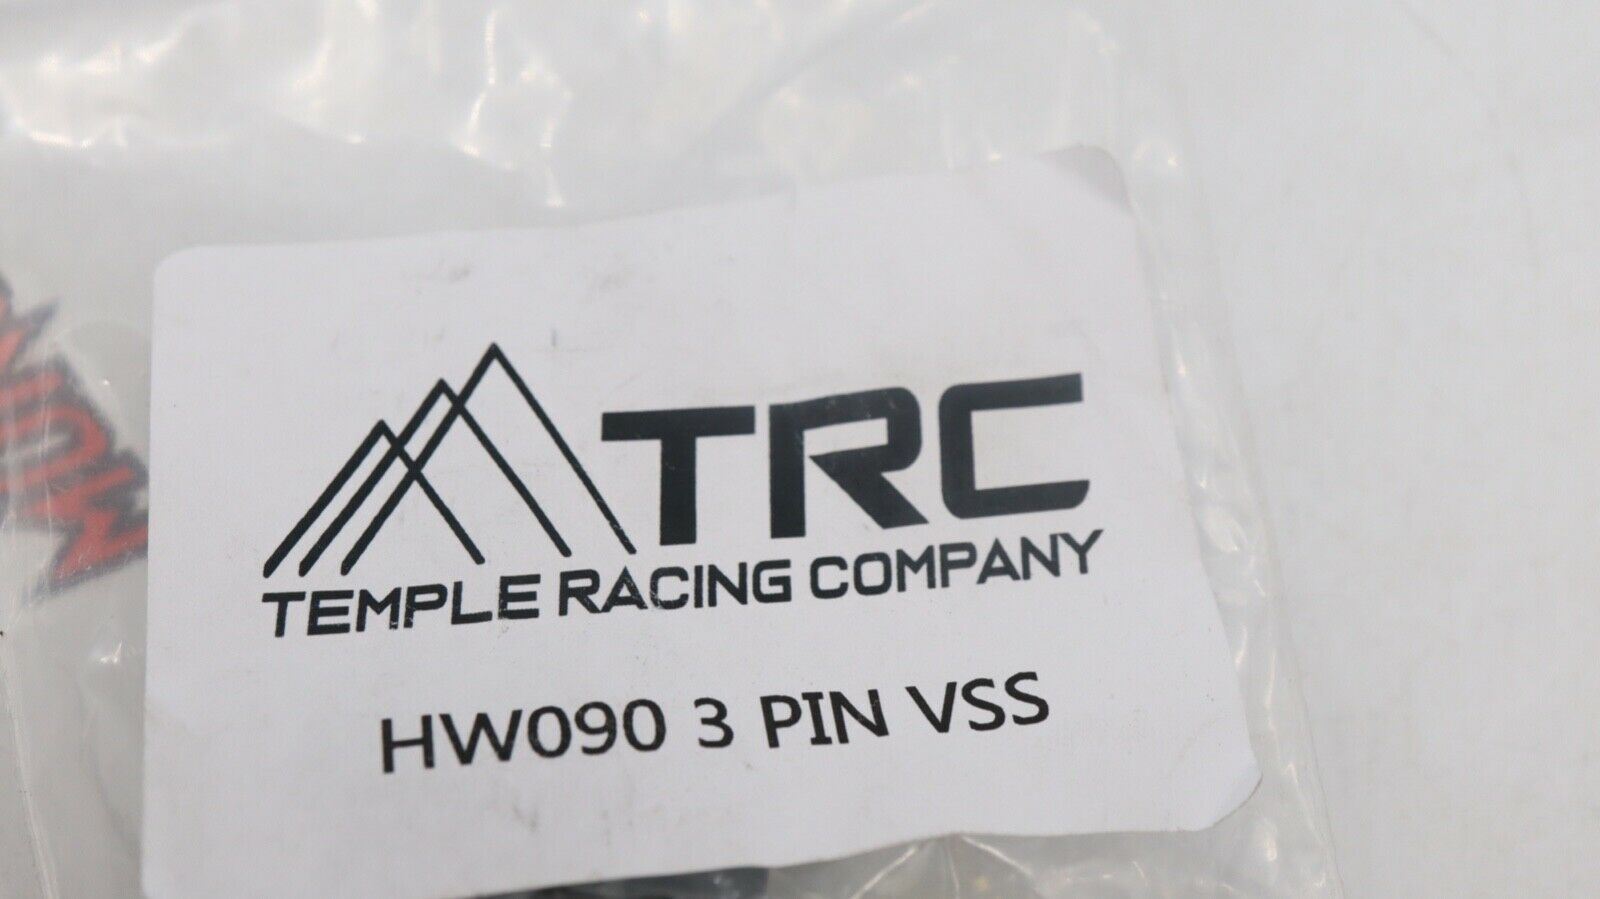 TRC
TEMPLE RACING COMPANY
HW090 3 PIN VSS